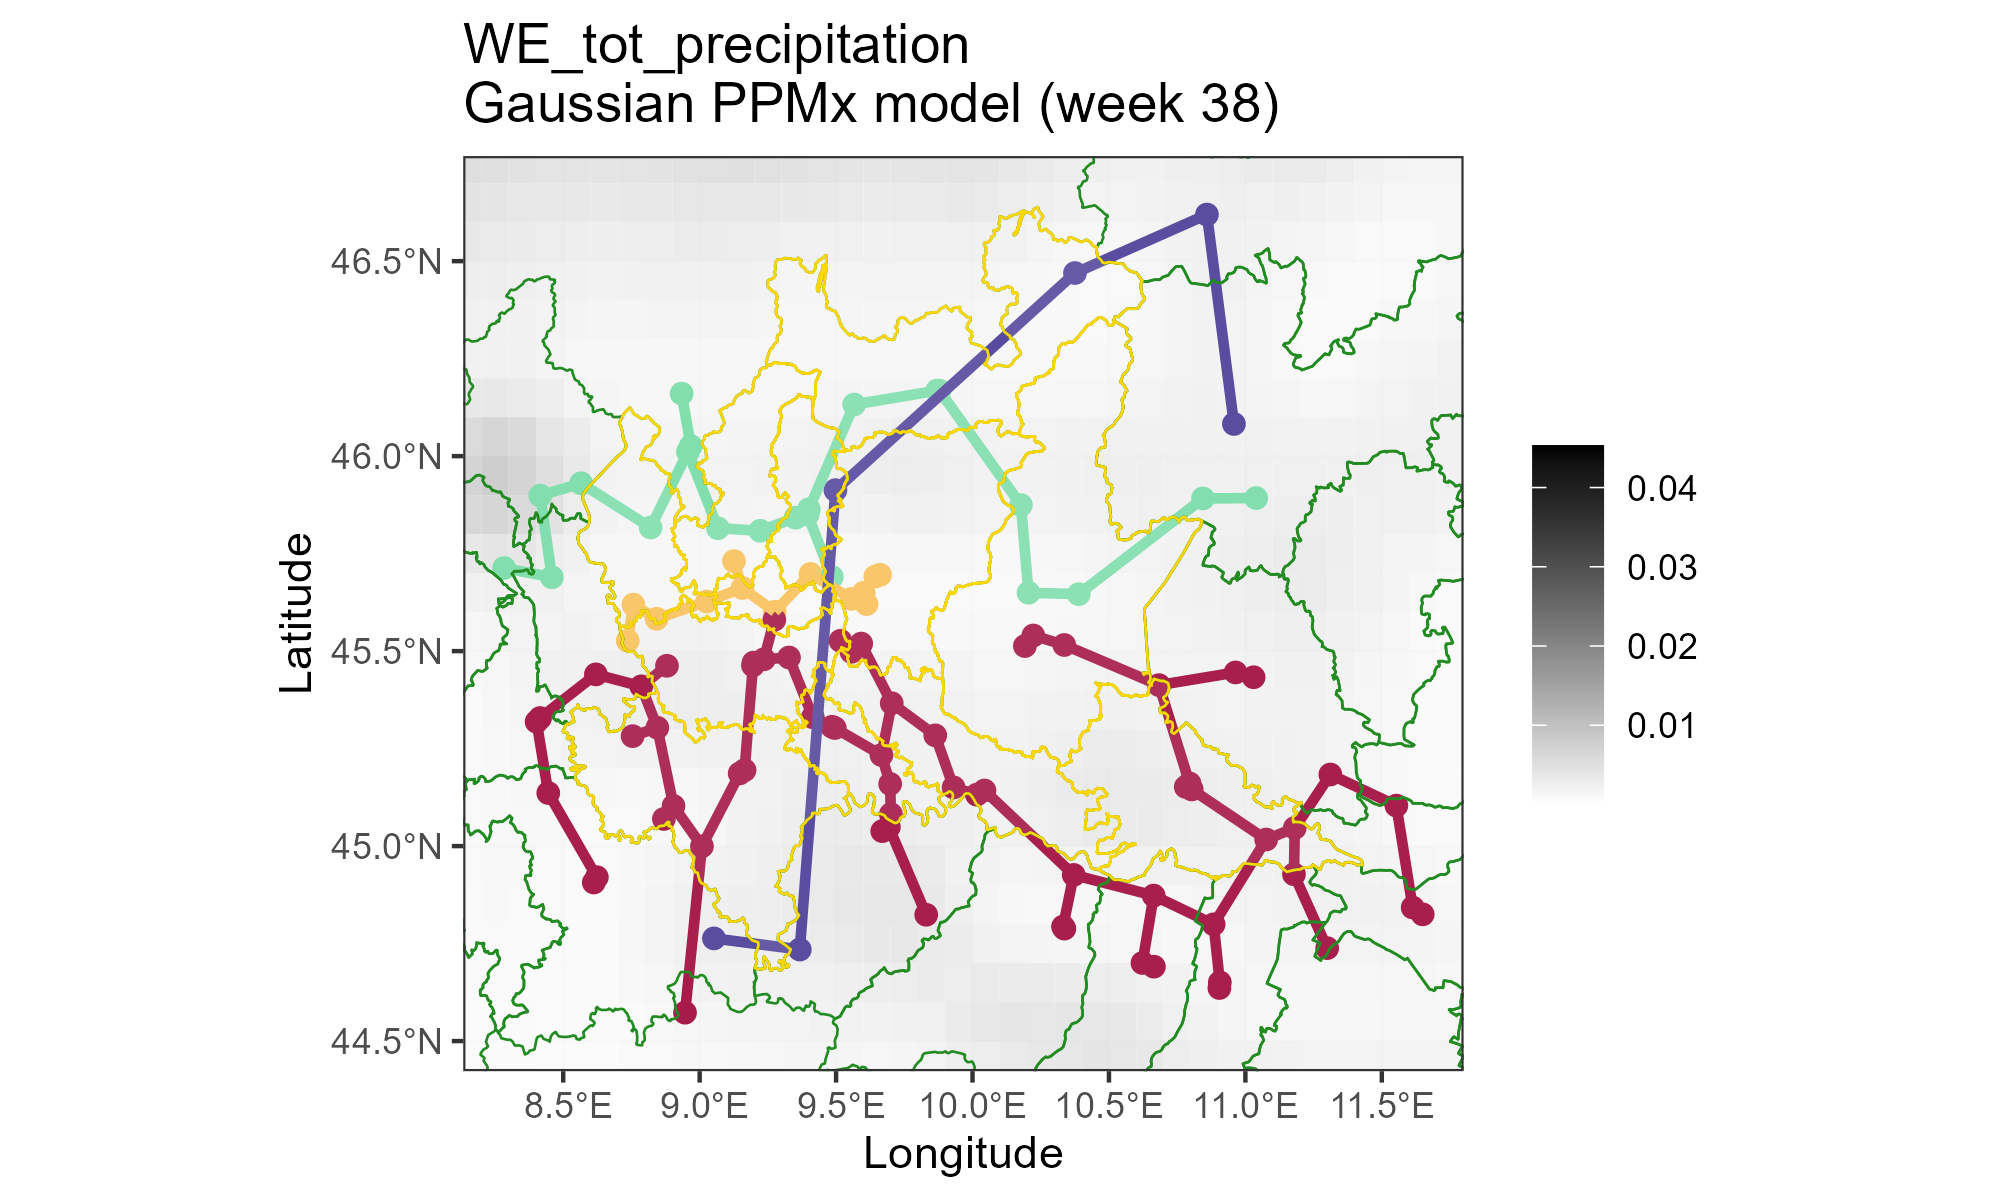 WE_tot_precipitation
Gaussian PPMx model (week 38)
46.5°N
46.0°N
45.5°N
45.0°N
44.5°N
Latitude
8.5°E 9.0°E 9.5°E 10.0°E 10.5°E 11.0°E 11.5°E
Longitude
0.04
0.03
0.02
0.01